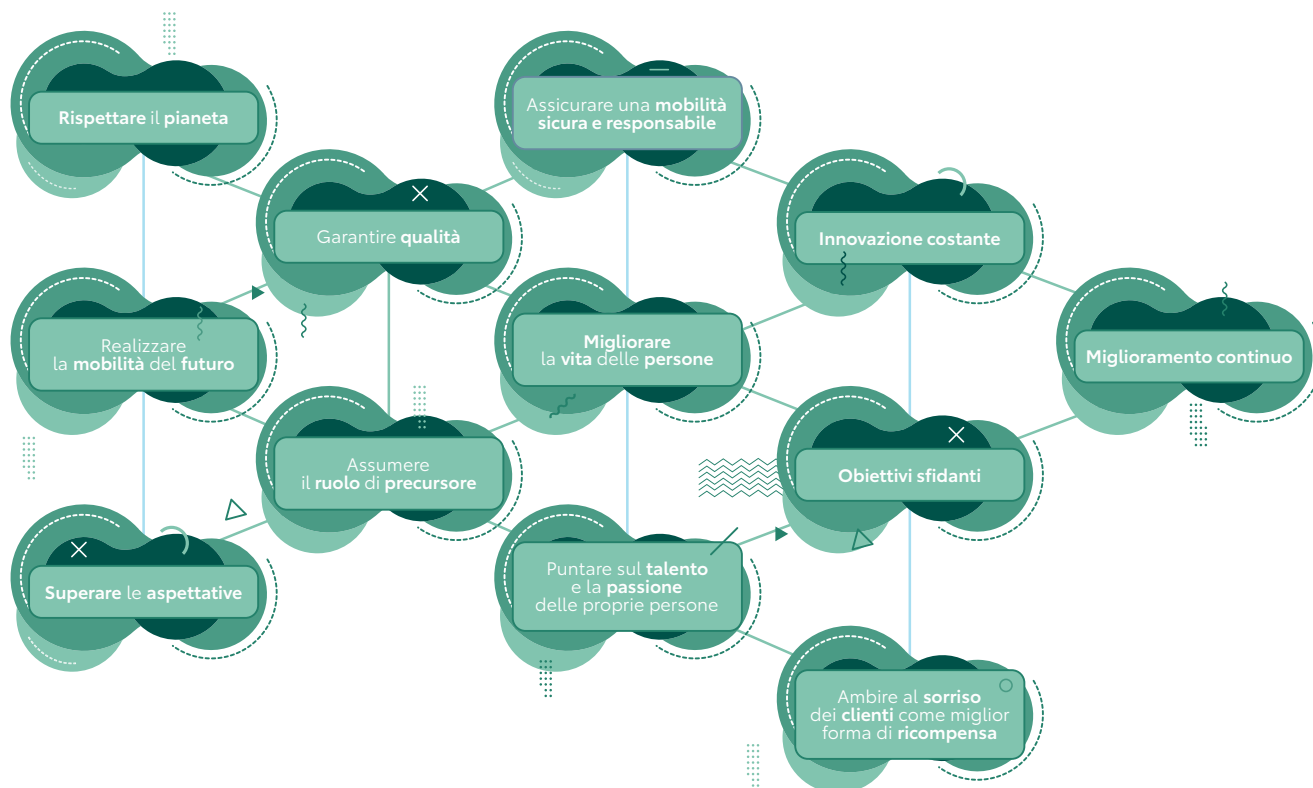 Rispettare il pianeta
Assicurare una mobilità
sicura e responsabile
Garantire qualità
Innovazione costante
Realizzare
la mobilità del futuro
Migliorare
la vita delle persone
Miglioramento continuo
Assumere
il ruolo di precursore
Obiettivi sfidanti
Superare le aspettative
Puntare sul talento
e la passione
delle proprie persone
Ambire al sorriso
dei clienti come miglior
forma di ricompensa